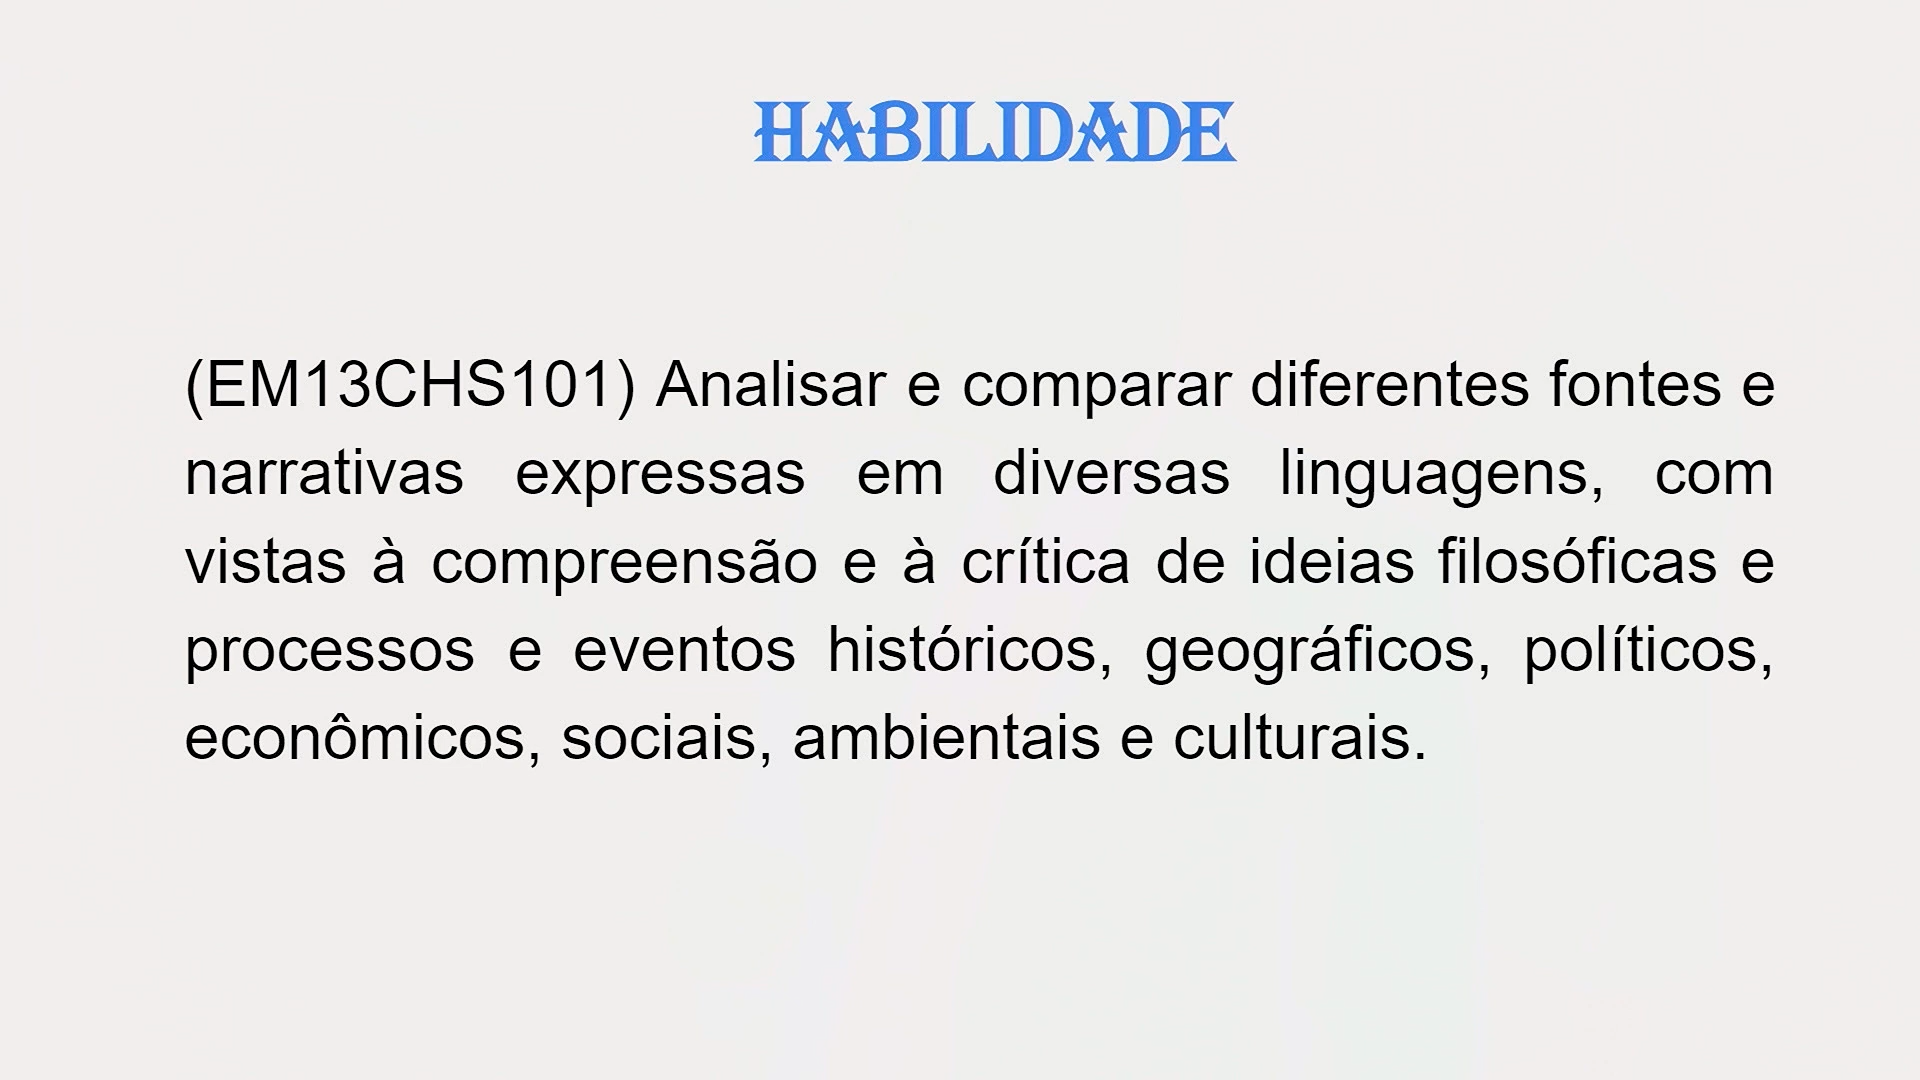 HABILIDADE
(EM13CHS101) Analisar e comparar diferentes fontes e
narrativas expressas em diversas linguagens, com
vistas à compreensão e à crítica de ideias filosóficas e
processos e eventos históricos, geográficos, políticos,
econômicos, sociais, ambientais e culturais.